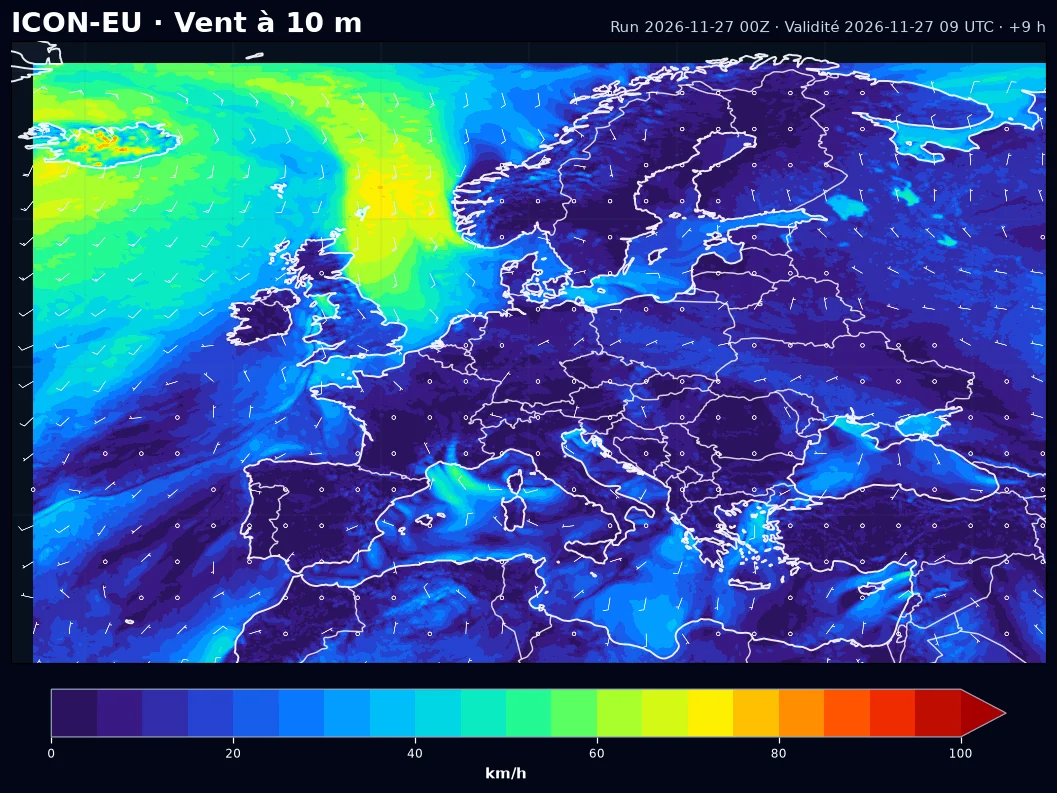 ICON-EU · Vent à 10 m
Run 2026-11-27 00Z · Validité 2026-11-27 09 UTC · +9 h
0 20 40 60 80 100
km/h